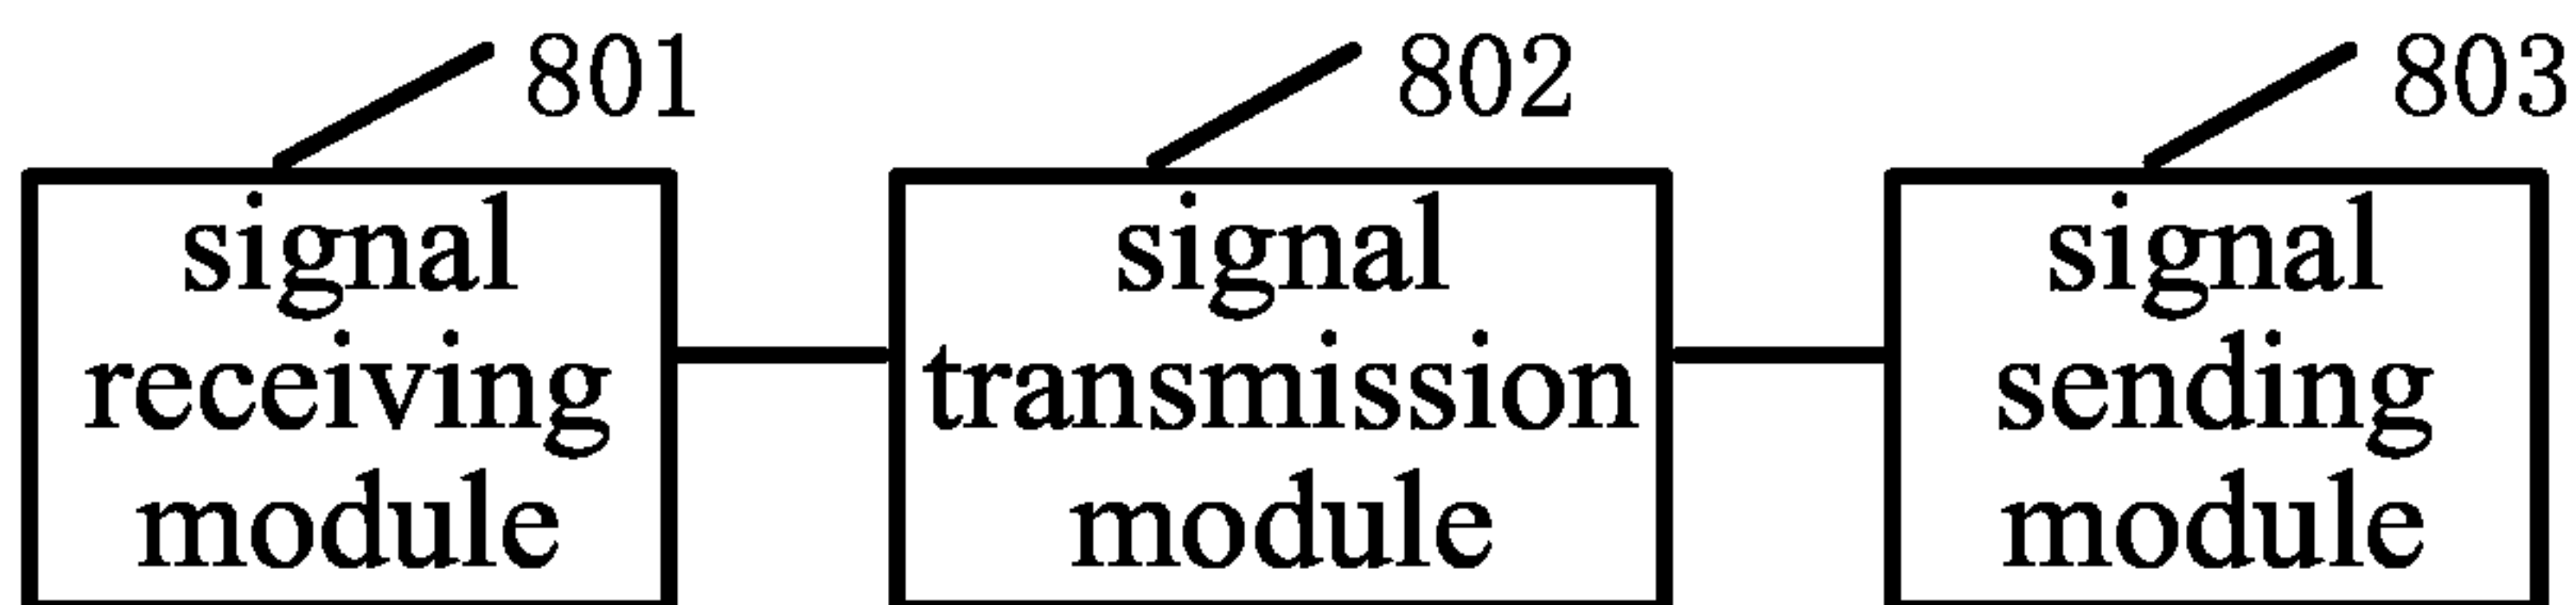 801
802
803
signal
receiving
module
signal
transmission
module
signal
sending
module